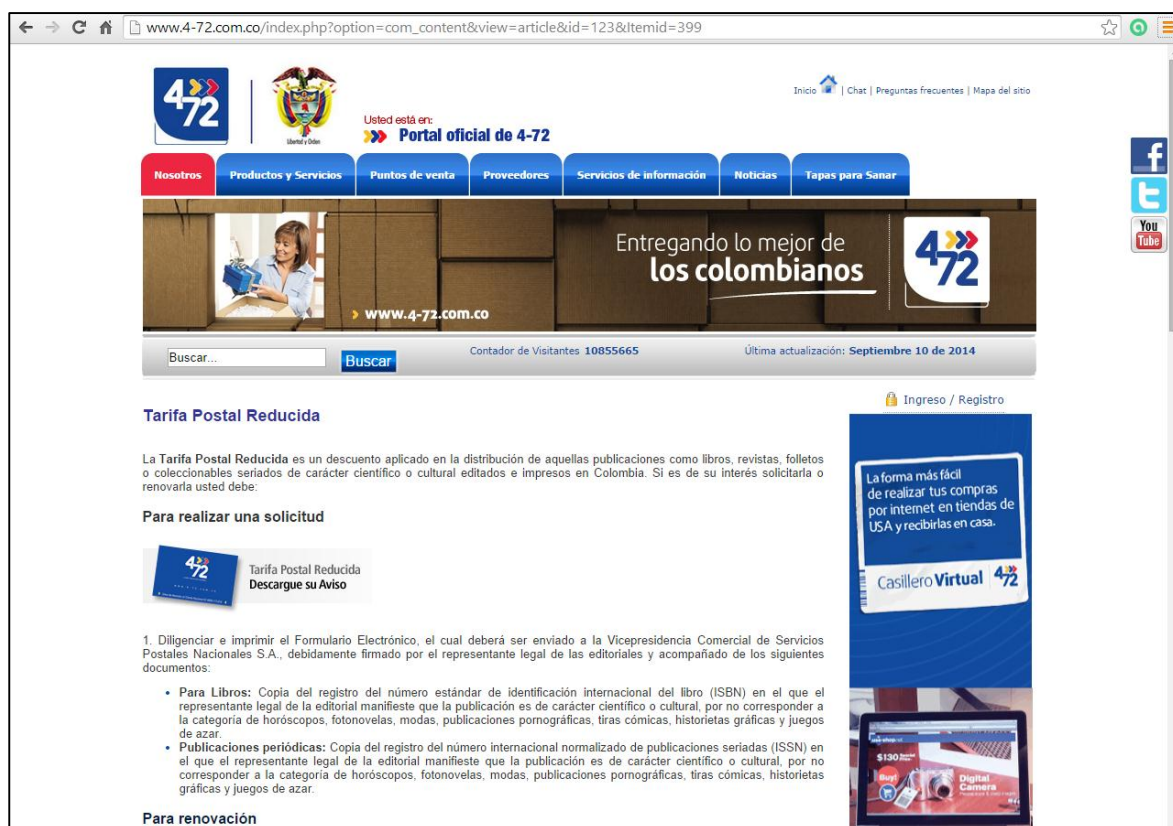 www.4-72.com.co/index.php?option=com_content&view=article&id=123&Itemid=399
4-72
Libertad y Orden
Usted está en:
Portal oficial de 4-72
Inicio | Chat | Preguntas frecuentes | Mapa del sitio
Nosotros
Productos y Servicios
Puntos de venta
Proveedores
Servicios de información
Noticias
Tapas para Sanar
Entregando lo mejor de
los colombianos
4-72
www.4-72.com.co
Buscar...
Buscar
Contador de Visitantes 10855665
Última actualización: Septiembre 10 de 2014
You
Tube
Ingreso / Registro
Tarifa Postal Reducida
La Tarifa Postal Reducida es un descuento aplicado en la distribución de aquellas publicaciones como libros, revistas, folletos
o coleccionables seriados de carácter científico o cultural editados e impresos en Colombia. Si es de su interés solicitarla o
renovarla usted debe:
Para realizar una solicitud
4-72
Tarifa Postal Reducida
Descargue su Aviso
1. Diligenciar e imprimir el Formulario Electrónico, el cual deberá ser enviado a la Vicepresidencia Comercial de Servicios
Postales Nacionales S.A., debidamente firmado por el representante legal de las editoriales y acompañado de los siguientes
documentos:
• Para Libros: Copia del registro del número estándar de identificación internacional del libro (ISBN) en el que el
representante legal de la editorial manifieste que la publicación es de carácter científico o cultural, por no corresponder a
la categoría de horóscopos, fotonovelas, modas, publicaciones pornográficas, tiras cómicas, historietas gráficas y juegos
de azar.
• Publicaciones periódicas: Copia del registro del número internacional normalizado de publicaciones seriadas (ISSN) en
el que el representante legal de la editorial manifieste que la publicación es de carácter científico o cultural, por no
corresponder a la categoría de horóscopos, fotonovelas, modas, publicaciones pornográficas, tiras cómicas, historietas
gráficas y juegos de azar.
Para renovación
La forma más fácil
de realizar tus compras
por internet en tiendas de
USA y recibirlas en casa.
Casillero Virtual 4-72
$130
Buy!
Digital
Camera